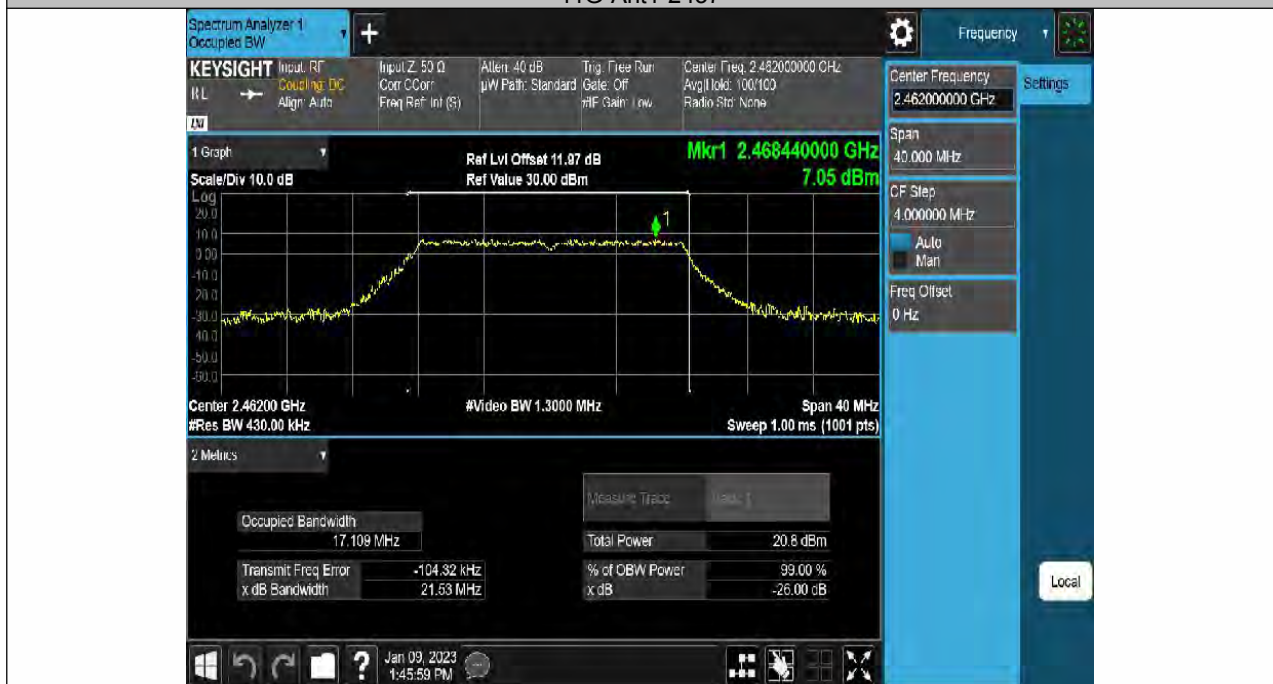 Spectrum Analyzer 1
Occupied BW
+
Frequency
KEYSIGHT
Input: RF
Coupling: DC
Align: Auto
RL
LXI
Input Z: 50 Ω
Corr CCorr
Freq Ref: Int (S)
Atten: 40 dB
µW Path: Standard
Trig: Free Run
Gate: Off
#IF Gain: Low
Center Freq: 2.462000000 GHz
Avg|Hold: 100/100
Radio Std: None
Center Frequency
2.462000000 GHz
Settings
Span
40.000 MHz
CF Step
4.000000 MHz
Auto
Man
Freq Offset
0 Hz
1 Graph
Ref Lvl Offset 11.97 dB
Mkr1 2.468440000 GHz
Scale/Div 10.0 dB
Ref Value 30.00 dBm
7.05 dBm
Log
20.0
10.0
0.00
-10.0
-20.0
-30.0
-40.0
-50.0
-60.0
1
Center 2.46200 GHz
#Video BW 1.3000 MHz
Span 40 MHz
#Res BW 430.00 kHz
Sweep 1.00 ms (1001 pts)
2 Metrics
Measure Trace
Trace 1
Occupied Bandwidth
17.109 MHz
Total Power
20.8 dBm
Transmit Freq Error
-104.32 kHz
% of OBW Power
99.00 %
x dB Bandwidth
21.53 MHz
x dB
-26.00 dB
Local
?
Jan 09, 2023
1:45:59 PM